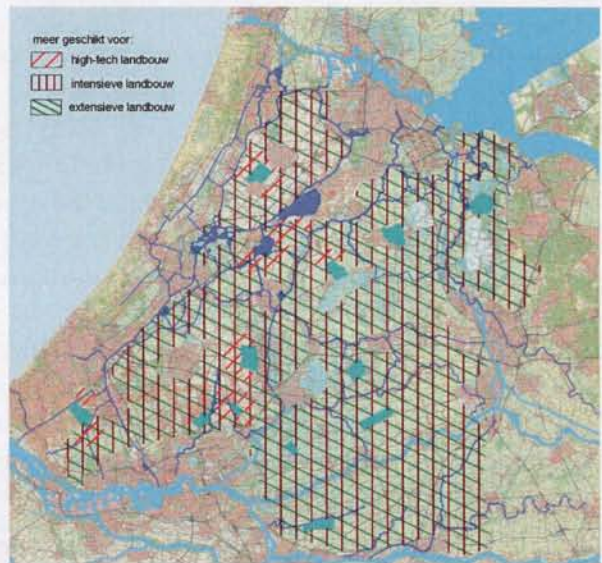 meer geschikt voor:
high-tech landbouw
intensieve landbouw
extensieve landbouw